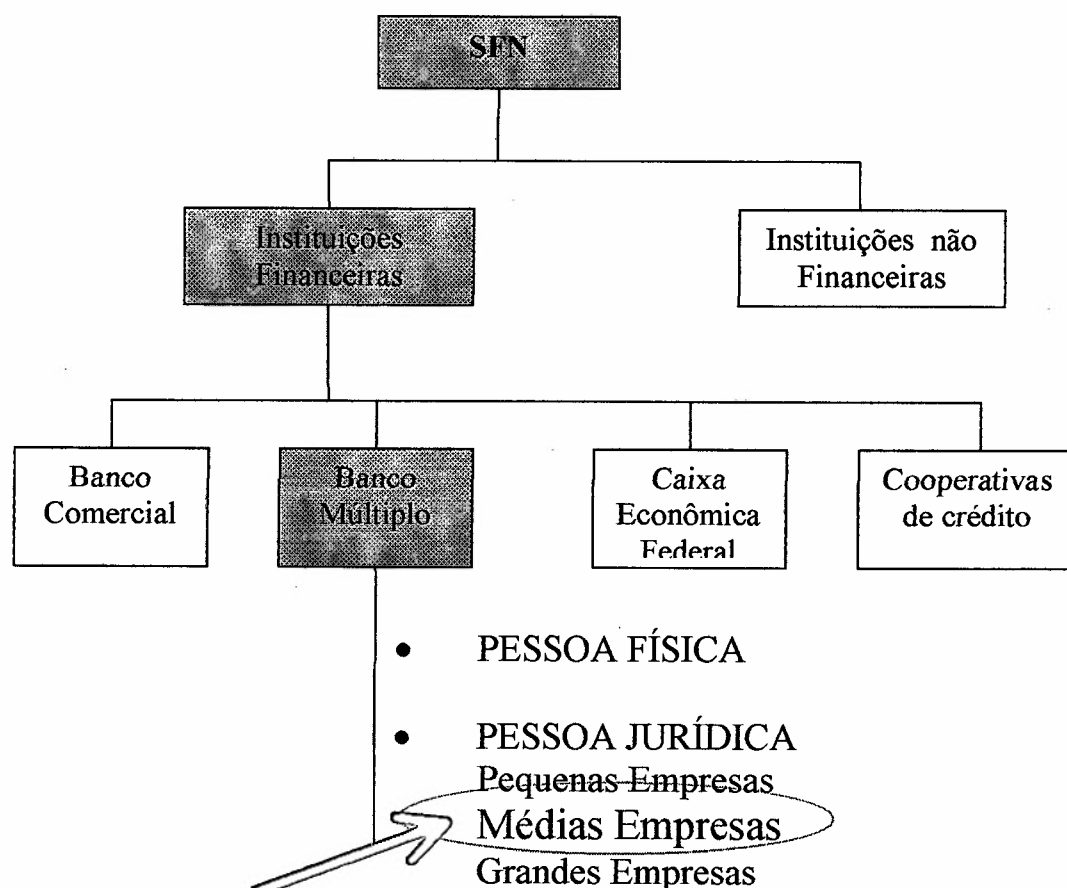 SFN
Instituições
Financeiras
Instituições não
Financeiras
Banco
Comercial
Banco
Múltiplo
Caixa
Econômica
Federal
Cooperativas
de crédito
• PESSOA FÍSICA
• PESSOA JURÍDICA
Pequenas Empresas
Médias Empresas
Grandes Empresas